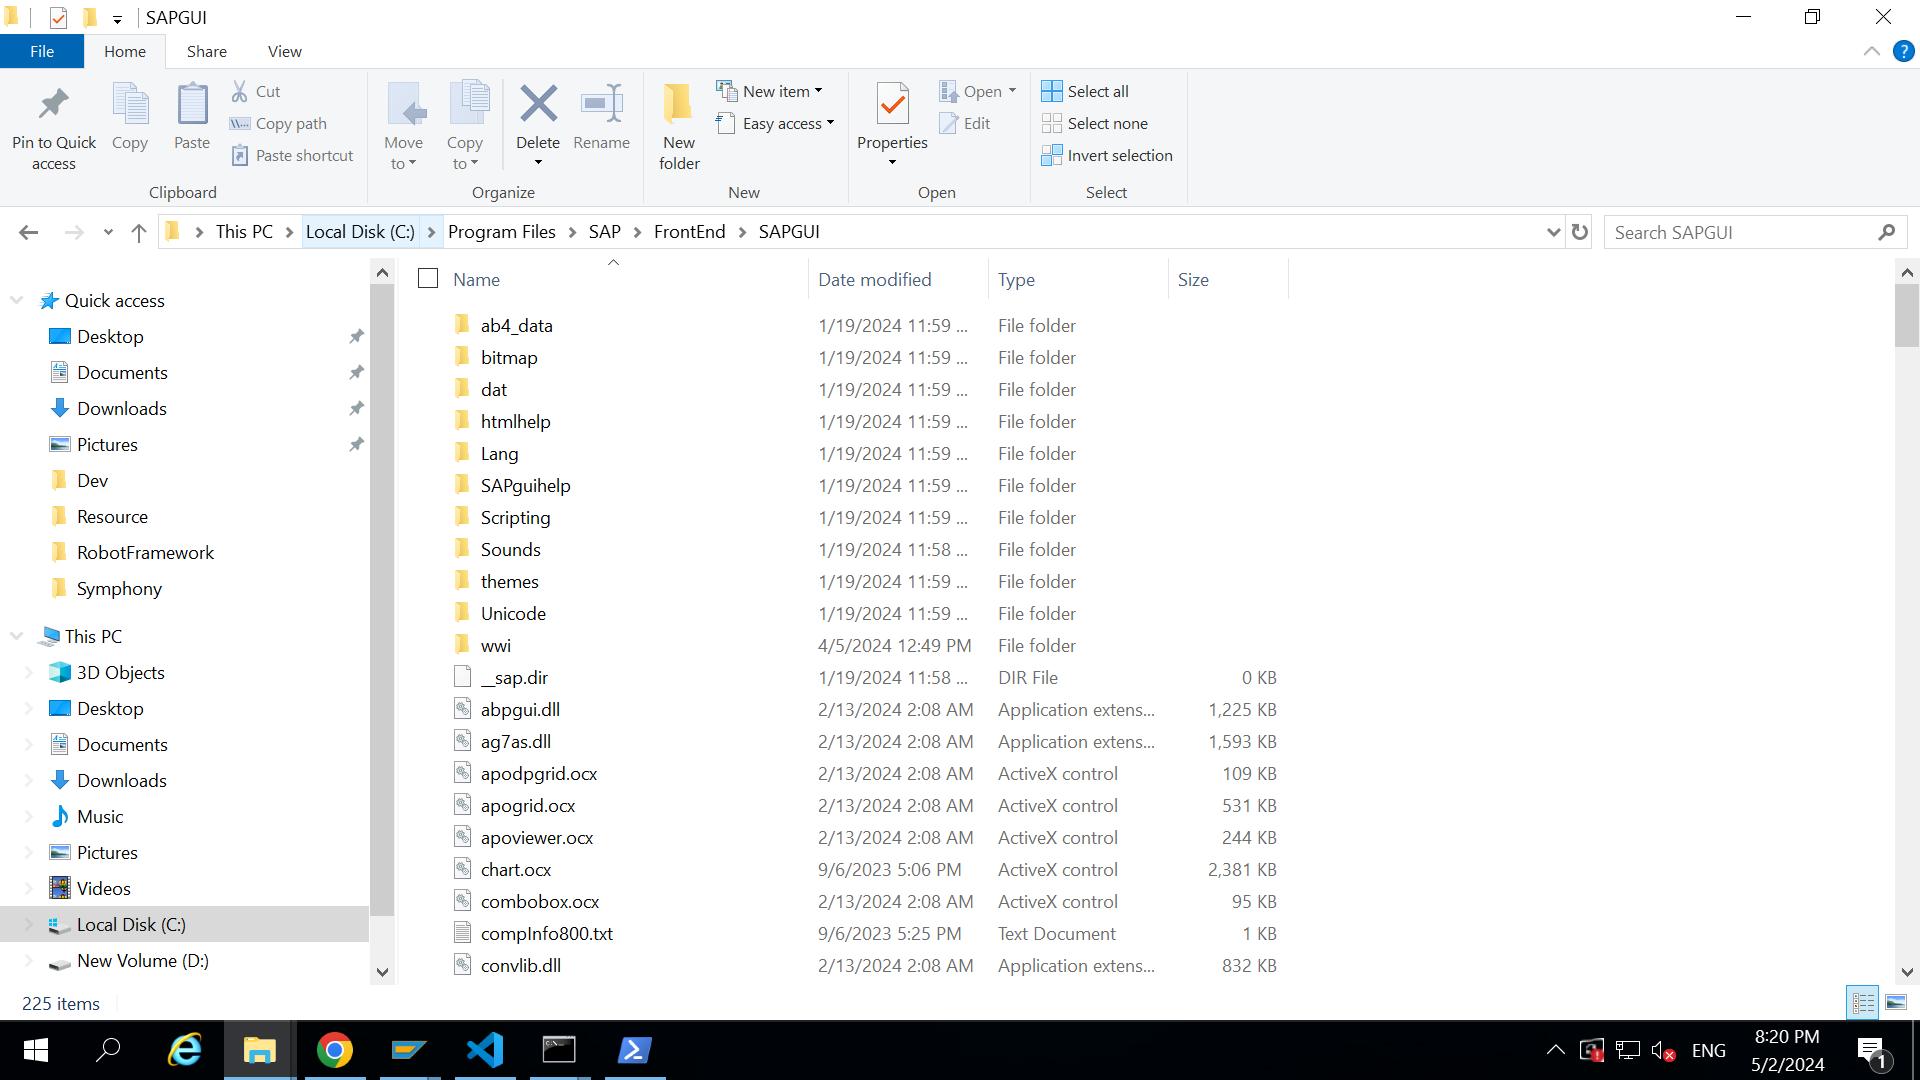 SAPGUI
File Home Share View
Pin to Quick access
Copy
Paste
Cut
Copy path
Paste shortcut
Clipboard
Move to
Copy to
Delete
Rename
Organize
New folder
New item
Easy access
New
Properties
Open
Edit
Open
Select all
Select none
Invert selection
Select
This PC Local Disk (C:) Program Files SAP FrontEnd SAPGUI
Search SAPGUI
Quick access
Desktop
Documents
Downloads
Pictures
Dev
Resource
RobotFramework
Symphony
This PC
3D Objects
Desktop
Documents
Downloads
Music
Pictures
Videos
Local Disk (C:)
New Volume (D:)
Name Date modified Type Size
ab4_data 1/19/2024 11:59 ... File folder
bitmap 1/19/2024 11:59 ... File folder
dat 1/19/2024 11:59 ... File folder
htmlhelp 1/19/2024 11:59 ... File folder
Lang 1/19/2024 11:59 ... File folder
SAPguihelp 1/19/2024 11:59 ... File folder
Scripting 1/19/2024 11:59 ... File folder
Sounds 1/19/2024 11:58 ... File folder
themes 1/19/2024 11:59 ... File folder
Unicode 1/19/2024 11:59 ... File folder
wwi 4/5/2024 12:49 PM File folder
__sap.dir 1/19/2024 11:58 ... DIR File 0 KB
abpgui.dll 2/13/2024 2:08 AM Application extens... 1,225 KB
ag7as.dll 2/13/2024 2:08 AM Application extens... 1,593 KB
apodpgrid.ocx 2/13/2024 2:08 AM ActiveX control 109 KB
apogrid.ocx 2/13/2024 2:08 AM ActiveX control 531 KB
apoviewer.ocx 2/13/2024 2:08 AM ActiveX control 244 KB
chart.ocx 9/6/2023 5:06 PM ActiveX control 2,381 KB
combobox.ocx 2/13/2024 2:08 AM ActiveX control 95 KB
compInfo800.txt 9/6/2023 5:25 PM Text Document 1 KB
convlib.dll 2/13/2024 2:08 AM Application extens... 832 KB
225 items
ENG
8:20 PM
5/2/2024
1